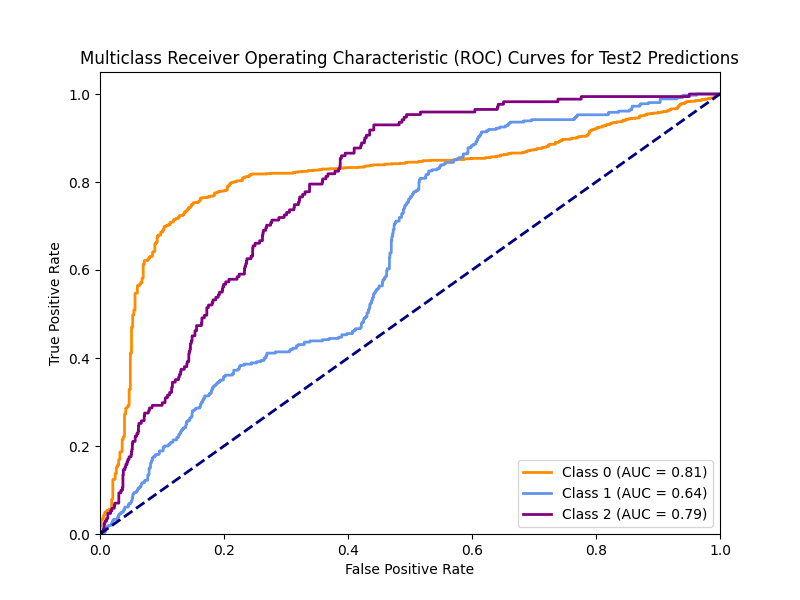 Multiclass Receiver Operating Characteristic (ROC) Curves for Test2 Predictions
1.0
0.8
0.6
0.4
0.2
0.0
True Positive Rate
Class 0 (AUC = 0.81)
Class 1 (AUC = 0.64)
Class 2 (AUC = 0.79)
0.0 0.2 0.4 0.6 0.8 1.0
False Positive Rate